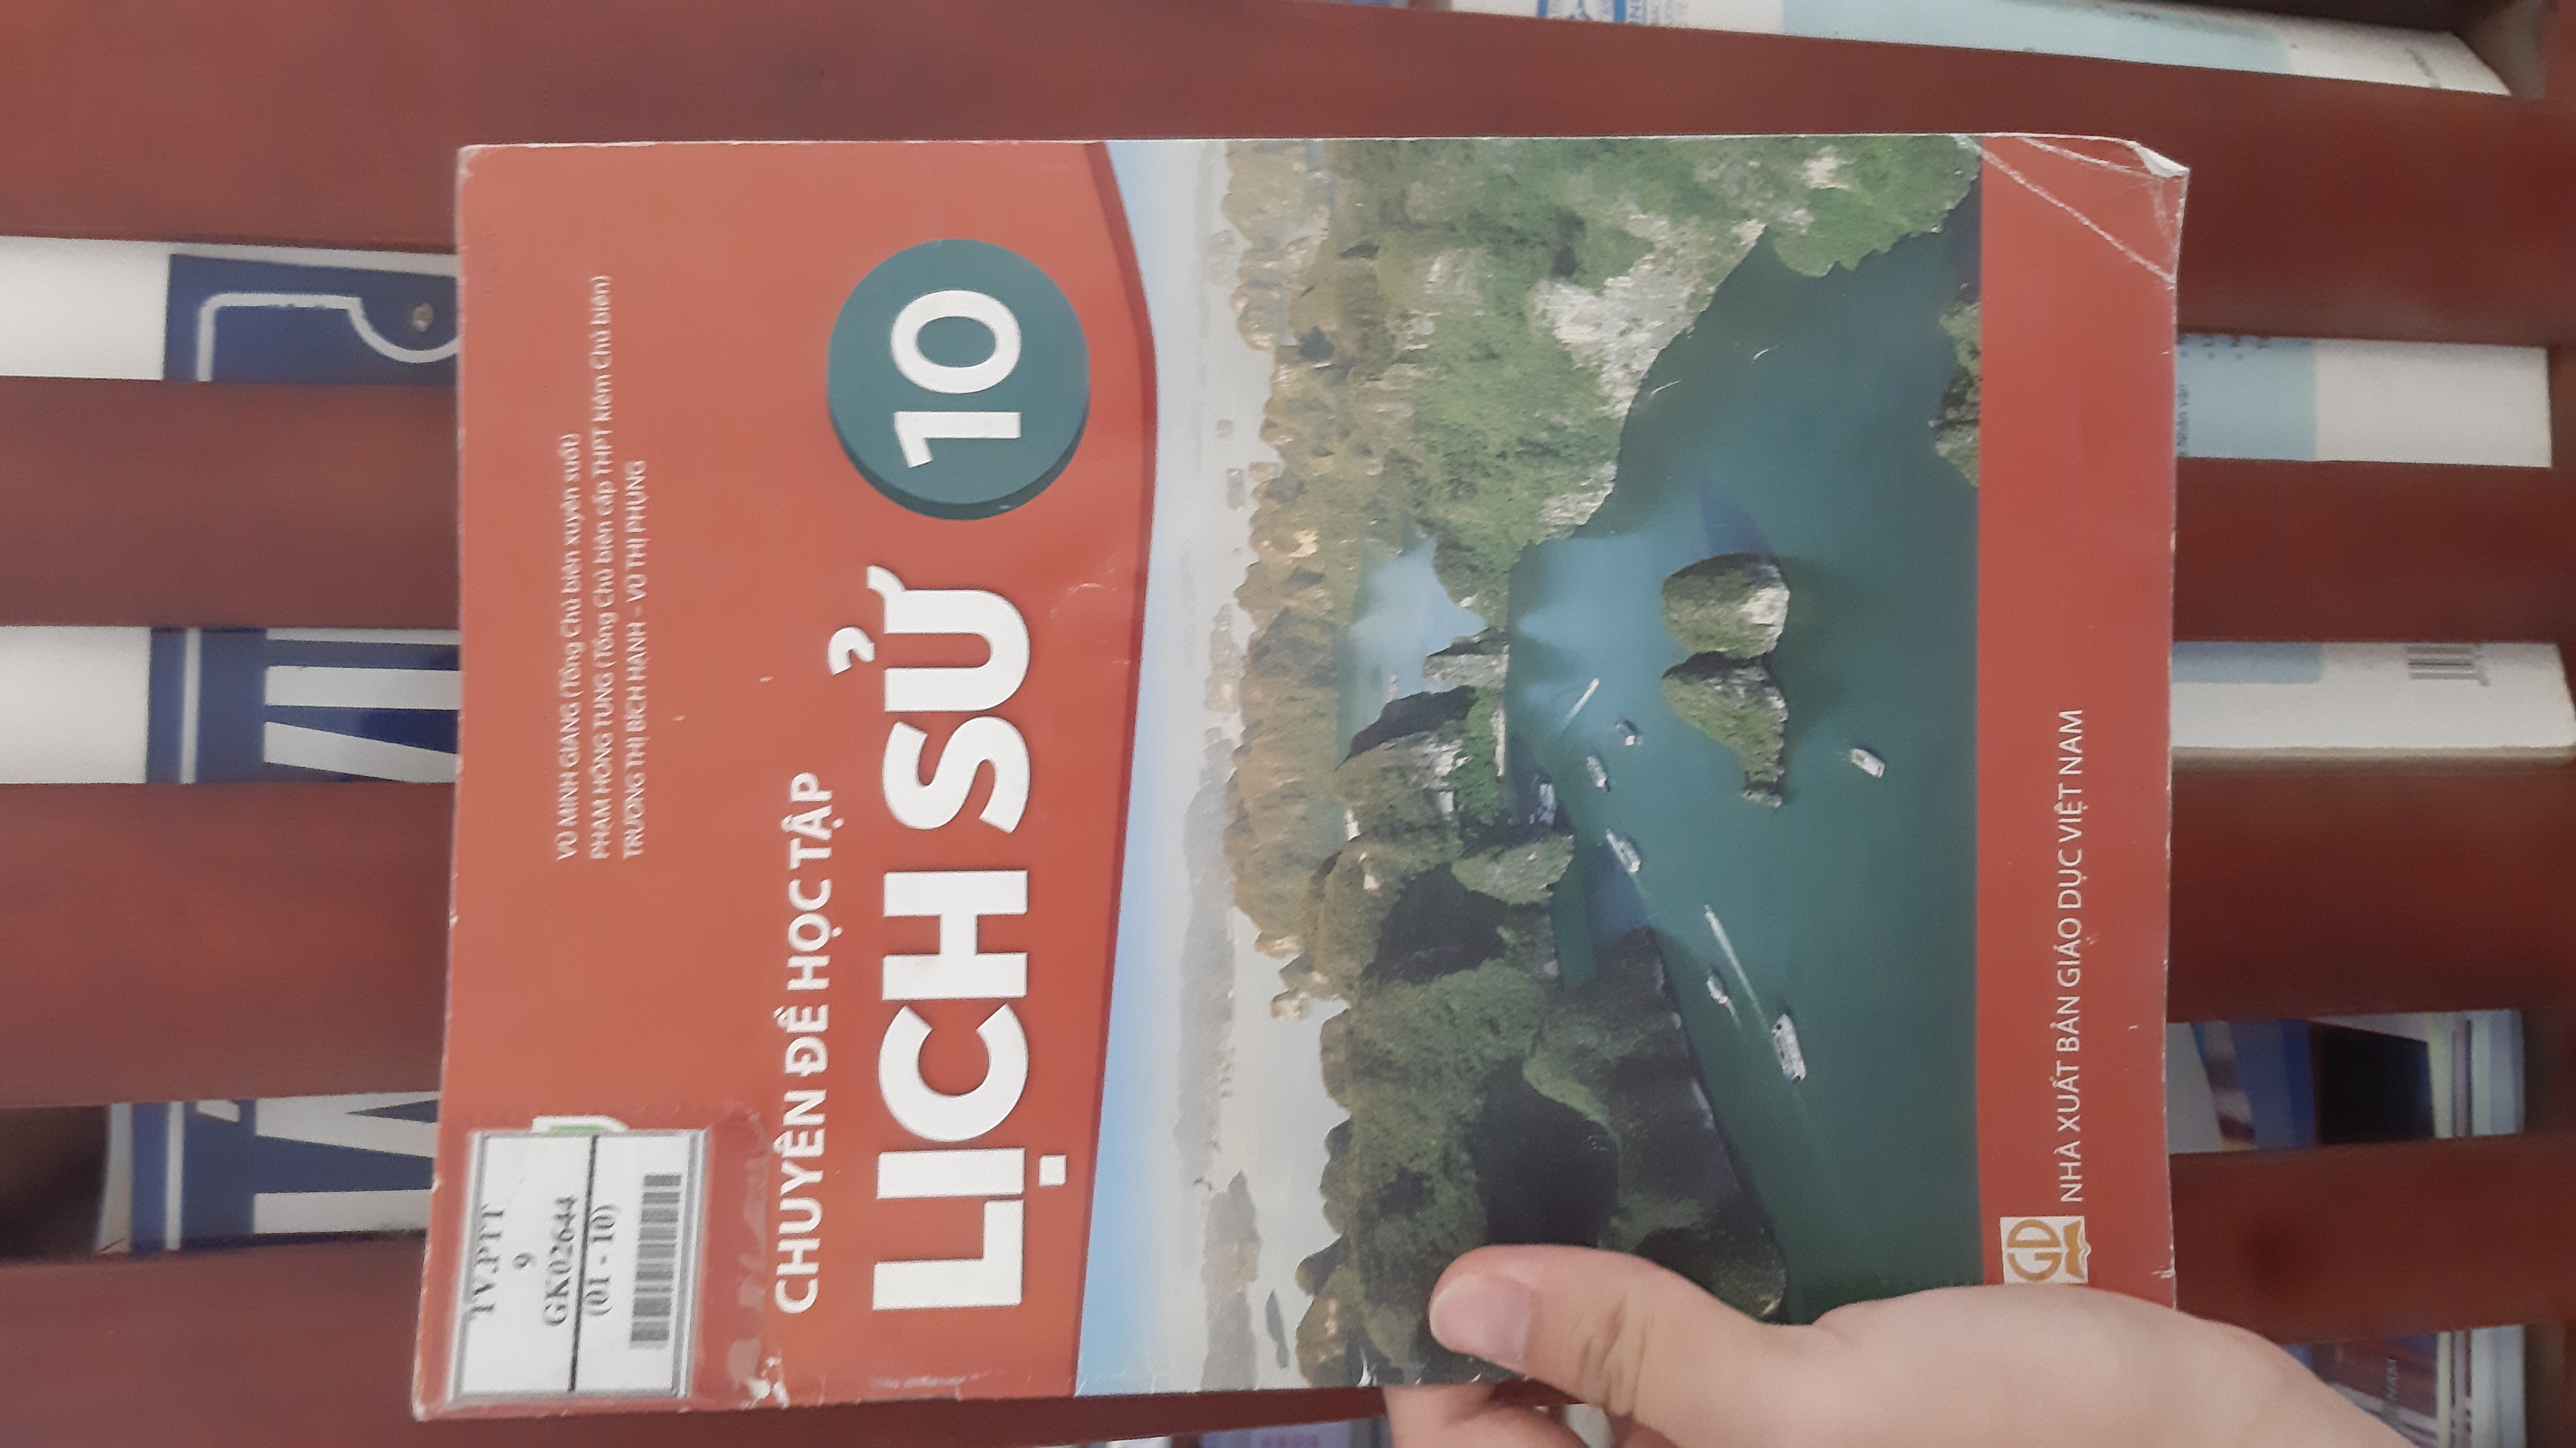 TV.PTT
9
GK02644
(01 - 10)
VŨ MINH GIANG (Tổng Chủ biên xuyên suốt)
PHẠM HỒNG TUNG (Tổng Chủ biên cấp THPT kiêm Chủ biên)
TRƯƠNG THỊ BÍCH HẠNH – VŨ THỊ PHỤNG
CHUYÊN ĐỀ HỌC TẬP
LỊCH SỬ 10
GD
NHÀ XUẤT BẢN GIÁO DỤC VIỆT NAM